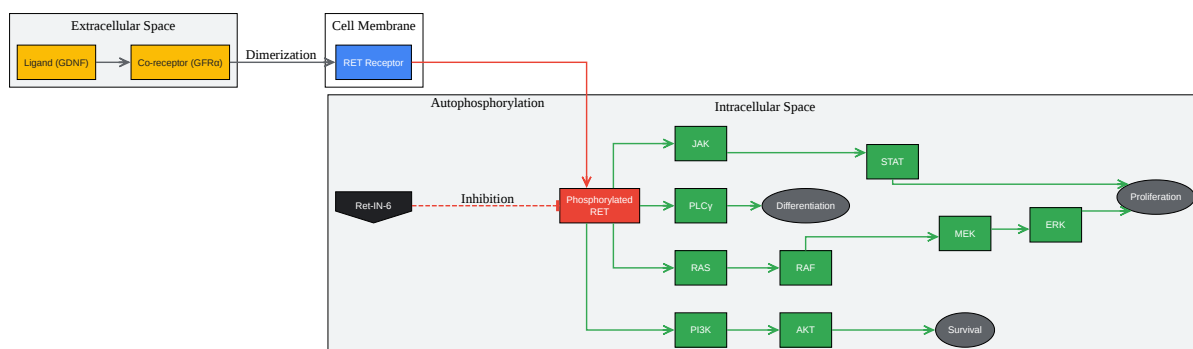 Extracellular Space
Cell Membrane
Ligand (GDNF)
Co-receptor (GFRα)
Dimerization
RET Receptor
Autophosphorylation
Intracellular Space
JAK
STAT
Ret-IN-6
Inhibition
Phosphorylated
RET
PLCγ
Differentiation
Proliferation
MEK
ERK
RAS
RAF
PI3K
AKT
Survival